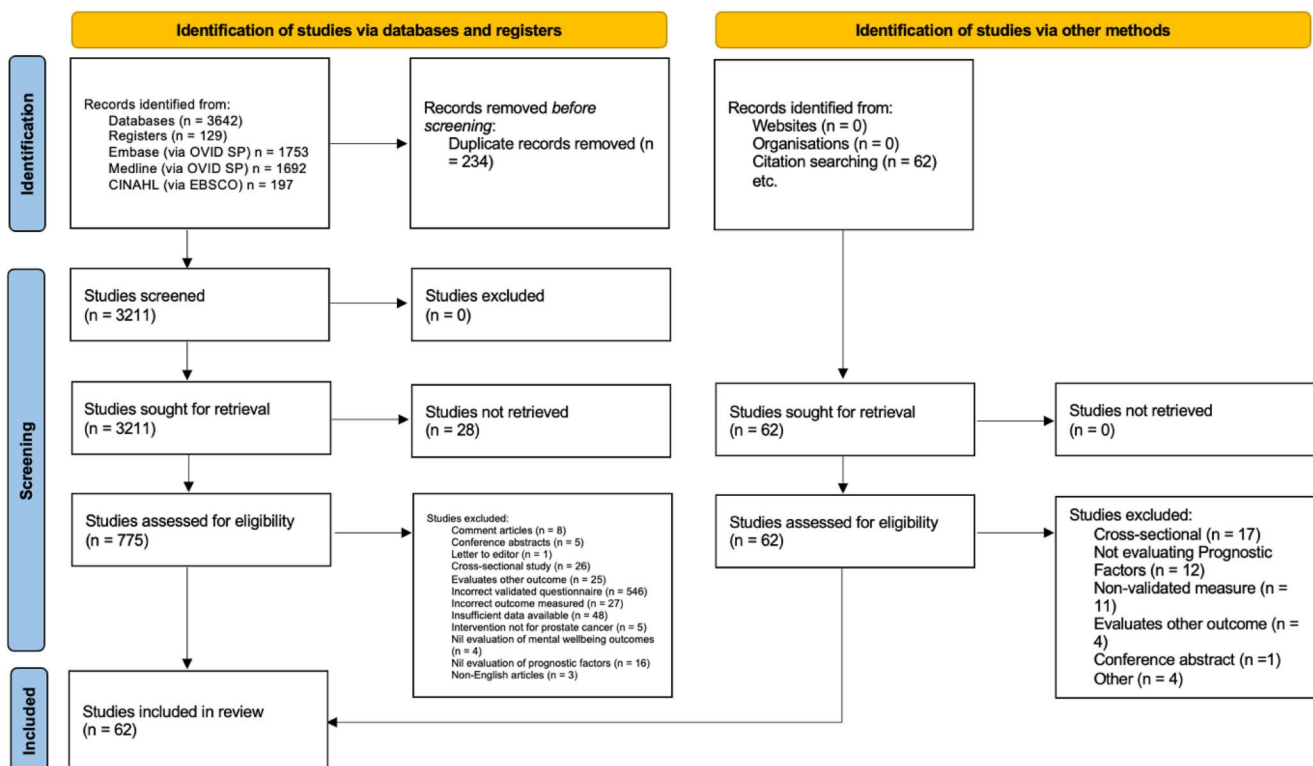 Identification of studies via databases and registers
Identification of studies via other methods
Identification
Records identified from:
Databases (n = 3642)
Registers (n = 129)
Embase (via OVID SP) n = 1753
Medline (via OVID SP) n = 1692
CINAHL (via EBSCO) n = 197
Records removed before
screening:
Duplicate records removed (n
= 234)
Records identified from:
Websites (n = 0)
Organisations (n = 0)
Citation searching (n = 62)
etc.
Screening
Studies screened
(n = 3211)
Studies excluded
(n = 0)
Studies sought for retrieval
(n = 3211)
Studies not retrieved
(n = 28)
Studies sought for retrieval
(n = 62)
Studies not retrieved
(n = 0)
Studies assessed for eligibility
(n = 775)
Studies excluded:
Comment articles (n = 8)
Conference abstracts (n = 5)
Letter to editor (n = 1)
Cross-sectional study (n = 26)
Evaluates other outcome (n = 25)
Incorrect validated questionnaire (n = 546)
Incorrect outcome measured (n = 27)
Insufficient data available (n = 48)
Intervention not for prostate cancer (n = 5)
Nil evaluation of mental wellbeing outcomes
(n = 4)
Nil evaluation of prognostic factors (n = 16)
Non-English articles (n = 3)
Studies assessed for eligibility
(n = 62)
Studies excluded:
Cross-sectional (n = 17)
Not evaluating Prognostic
Factors (n = 12)
Non-validated measure (n =
11)
Evaluates other outcome (n =
4)
Conference abstract (n =1)
Other (n = 4)
Included
Studies included in review
(n = 62)